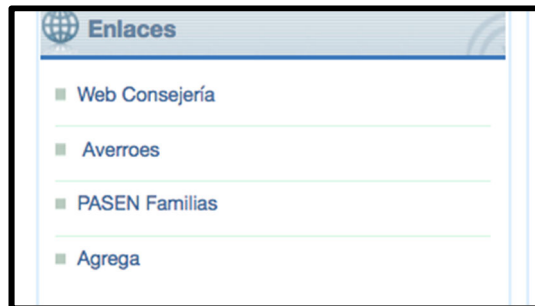 Enlaces
Web Consejería
Averroes
PASEN Familias
Agrega